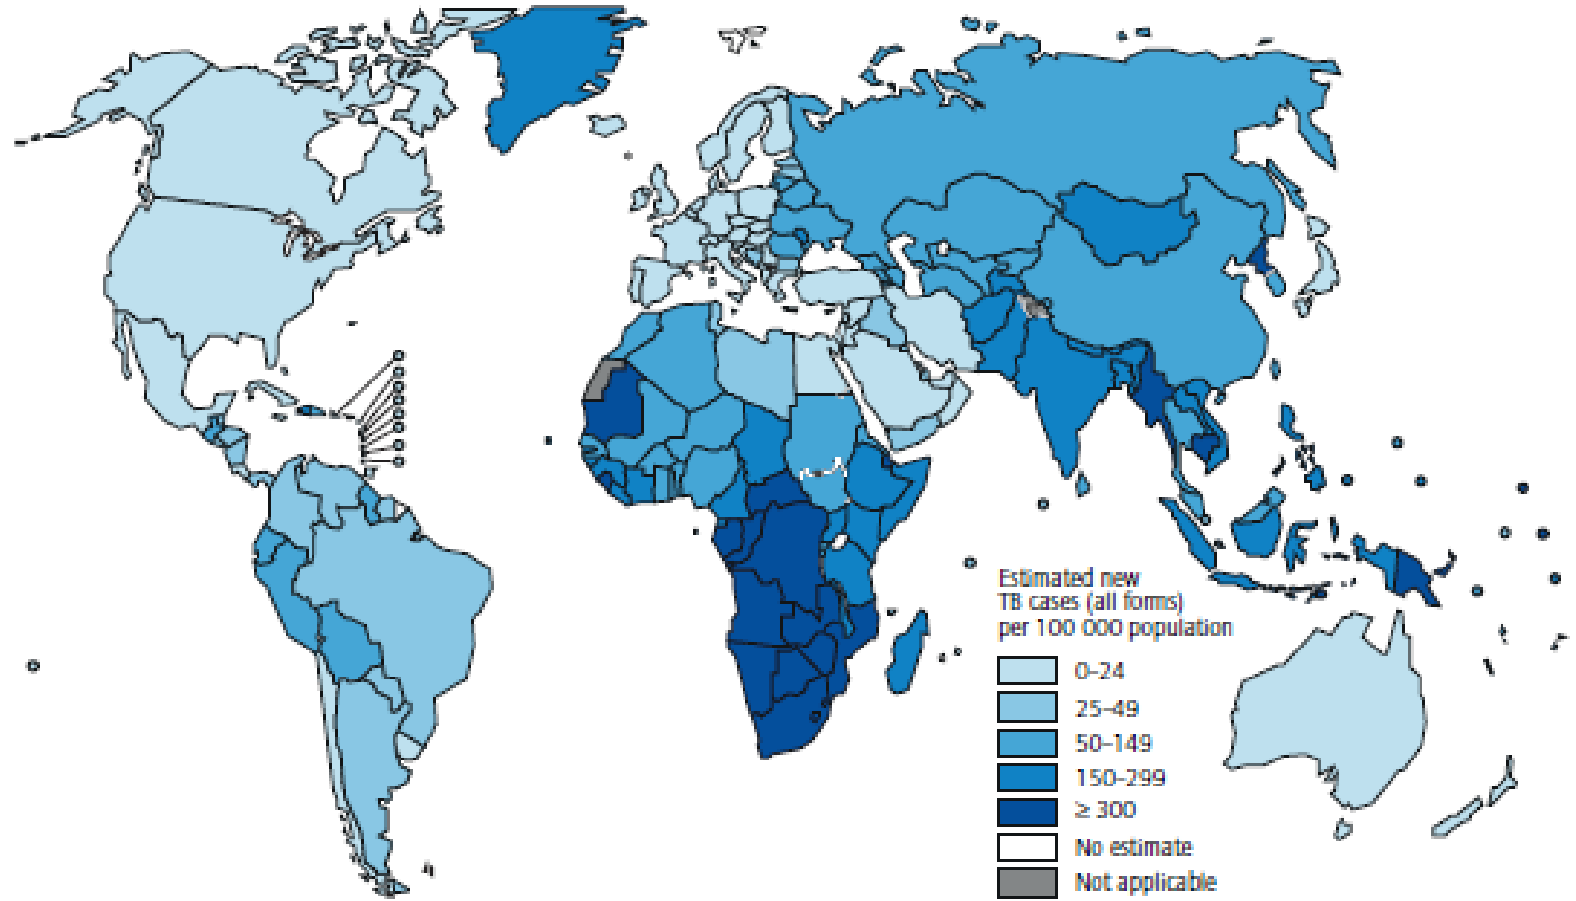 Estimated new
TB cases (all forms)
per 100 000 population
0–24
25–49
50–149
150–299
≥ 300
No estimate
Not applicable